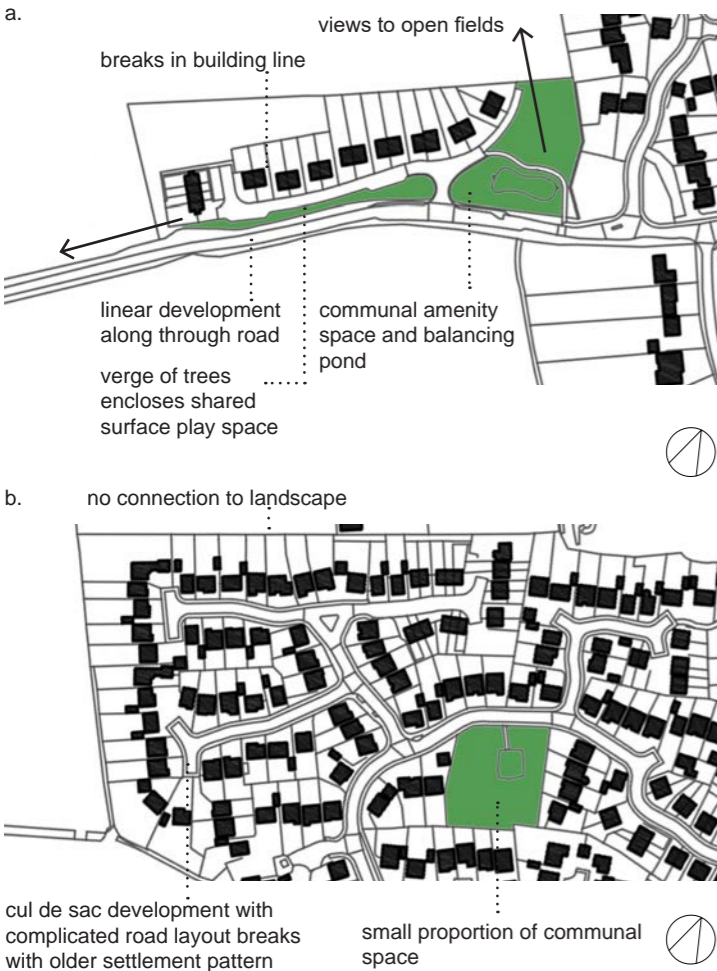 a.
views to open fields
breaks in building line
linear development
along through road
communal amenity
space and balancing
pond
verge of trees
encloses shared
surface play space
b.
no connection to landscape
cul de sac development with
complicated road layout breaks
with older settlement pattern
small proportion of communal
space